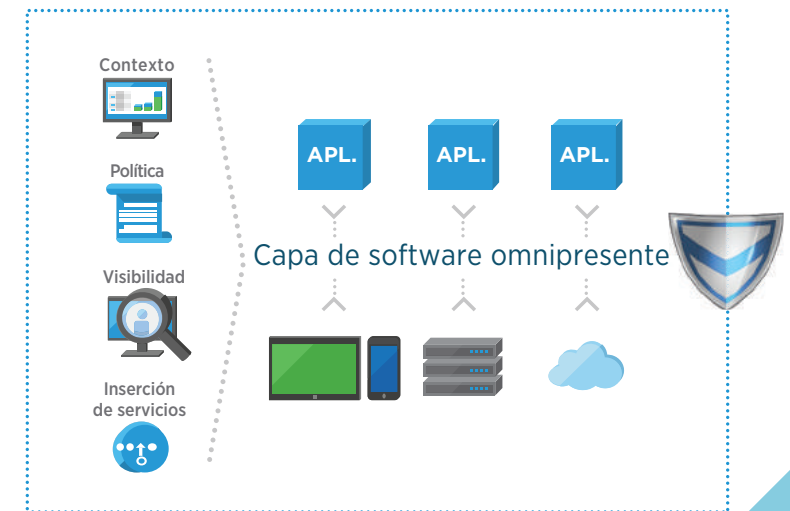 Contexto
Política
Visibilidad
Inserción
de servicios
APL.
APL.
APL.
Capa de software omnipresente